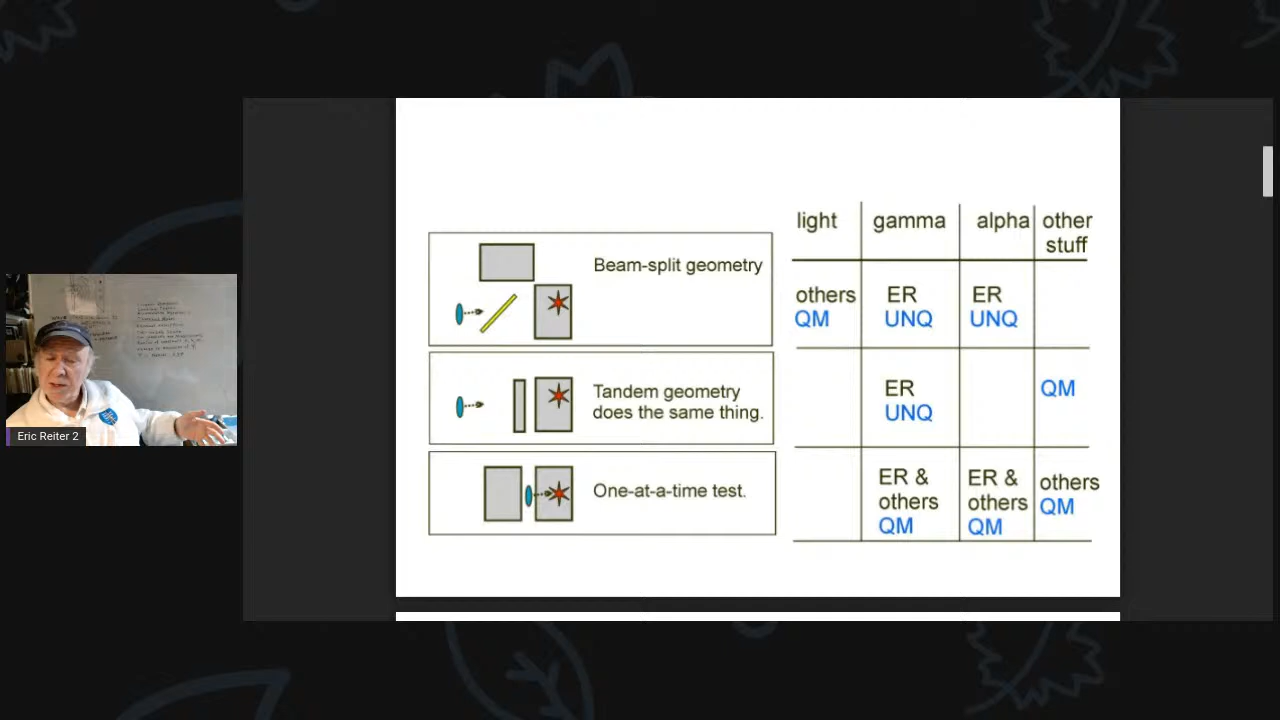 light gamma alpha other
stuff
Beam-split geometry
others ER ER
QM UNQ UNQ
Tandem geometry
does the same thing.
ER QM
UNQ
One-at-a-time test.
ER & ER & others
others others QM
QM QM
Eric Reiter 2